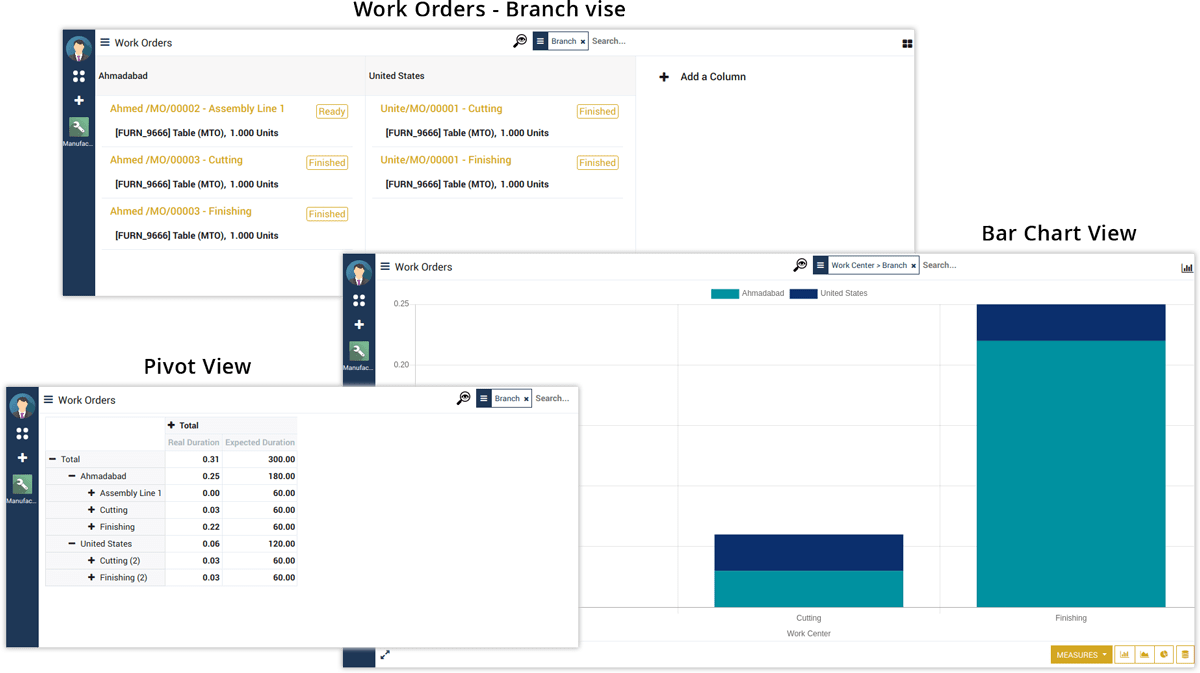 Work Orders - Branch vise
Work Orders
Branch × Search...
Manufac...
Ahmadabad
United States
Add a Column
Ahmed /MO/00002 - Assembly Line 1 Ready
[FURN_9666] Table (MTO), 1.000 Units
Ahmed /MO/00003 - Cutting Finished
[FURN_9666] Table (MTO), 1.000 Units
Ahmed /MO/00003 - Finishing Finished
[FURN_9666] Table (MTO), 1.000 Units
Unite/MO/00001 - Cutting Finished
[FURN_9666] Table (MTO), 1.000 Units
Unite/MO/00001 - Finishing Finished
[FURN_9666] Table (MTO), 1.000 Units
Bar Chart View
Work Orders
Work Center > Branch × Search...
Manufac...
Ahmadabad United States
0.25
0.20
Cutting Finishing
Work Center
MEASURES
Pivot View
Work Orders
Branch × Search...
Manufac...
+ Total
Real Duration Expected Duration
− Total 0.31 300.00
− Ahmadabad 0.25 180.00
+ Assembly Line 1 0.00 60.00
+ Cutting 0.03 60.00
+ Finishing 0.22 60.00
− United States 0.06 120.00
+ Cutting (2) 0.03 60.00
+ Finishing (2) 0.03 60.00